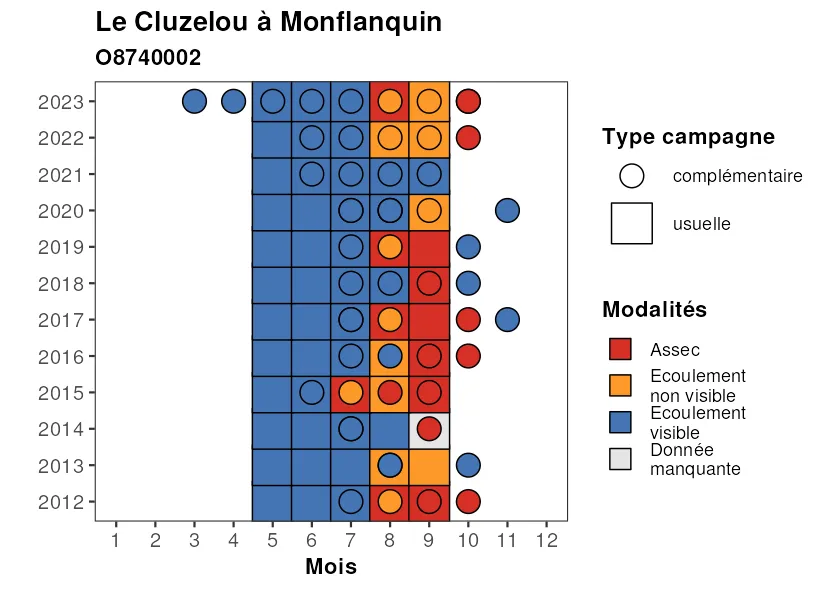 Le Cluzelou à Monflanquin
O8740002
2023
2022
2021
2020
2019
2018
2017
2016
2015
2014
2013
2012
1 2 3 4 5 6 7 8 9 10 11 12
Mois
Type campagne
complémentaire
usuelle
Modalités
Assec
Ecoulement
non visible
Ecoulement
visible
Donnée
manquante